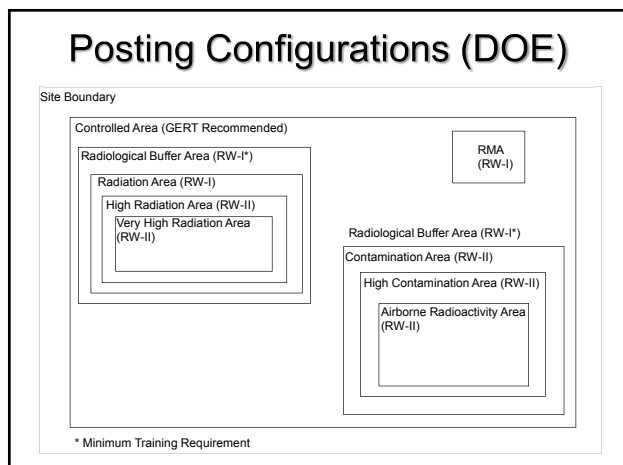 Posting Configurations (DOE)
Site Boundary
Controlled Area (GERT Recommended)
Radiological Buffer Area (RW-I*)
Radiation Area (RW-I)
High Radiation Area (RW-II)
Very High Radiation Area
(RW-II)
RMA
(RW-I)
Radiological Buffer Area (RW-I*)
Contamination Area (RW-II)
High Contamination Area (RW-II)
Airborne Radioactivity Area
(RW-II)
* Minimum Training Requirement